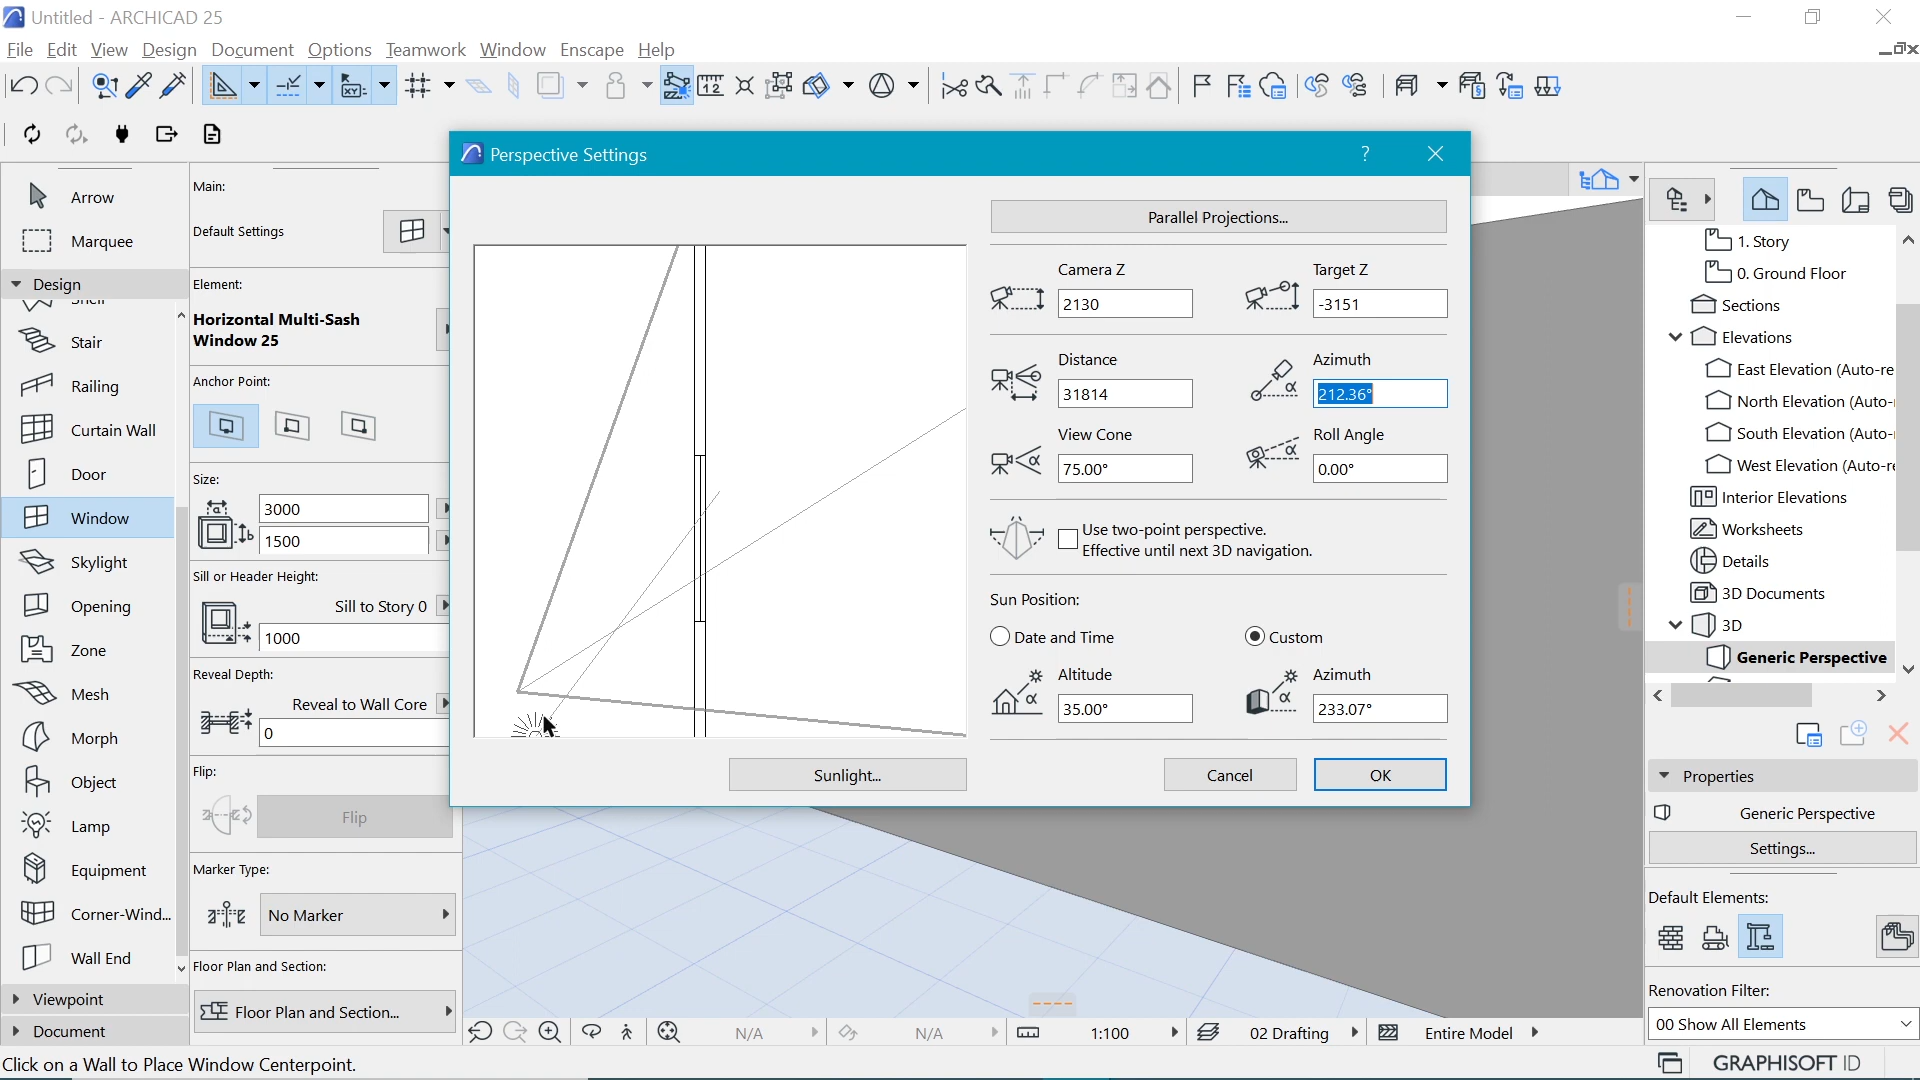 Untitled - ARCHICAD 25
File Edit View Design Document Options Teamwork Window Enscape Help
Arrow
Marquee
Design
Shell
Stair
Railing
Curtain Wall
Door
Window
Skylight
Opening
Zone
Mesh
Morph
Object
Lamp
Equipment
Corner-Wind...
Wall End
Viewpoint
Document
Main:
Default Settings
Element:
Horizontal Multi-Sash
Window 25
Anchor Point:
Size:
3000
1500
Sill or Header Height:
Sill to Story 0
1000
Reveal Depth:
Reveal to Wall Core
0
Flip:
Flip
Marker Type:
No Marker
Floor Plan and Section:
Floor Plan and Section...
Perspective Settings
?
Parallel Projections...
Camera Z
2130
Target Z
-3151
Distance
31814
Azimuth
212.36°
View Cone
75.00°
Roll Angle
0.00°
Use two-point perspective.
Effective until next 3D navigation.
Sun Position:
Date and Time
Custom
Altitude
35.00°
Azimuth
233.07°
Sunlight...
Cancel
OK
1. Story
0. Ground Floor
Sections
Elevations
East Elevation (Auto-re
North Elevation (Auto-
South Elevation (Auto-
West Elevation (Auto-re
Interior Elevations
Worksheets
Details
3D Documents
3D
Generic Perspective
Properties
Generic Perspective
Settings...
Default Elements:
Renovation Filter:
00 Show All Elements
N/A
N/A
1:100
02 Drafting
Entire Model
Click on a Wall to Place Window Centerpoint.
GRAPHISOFT ID